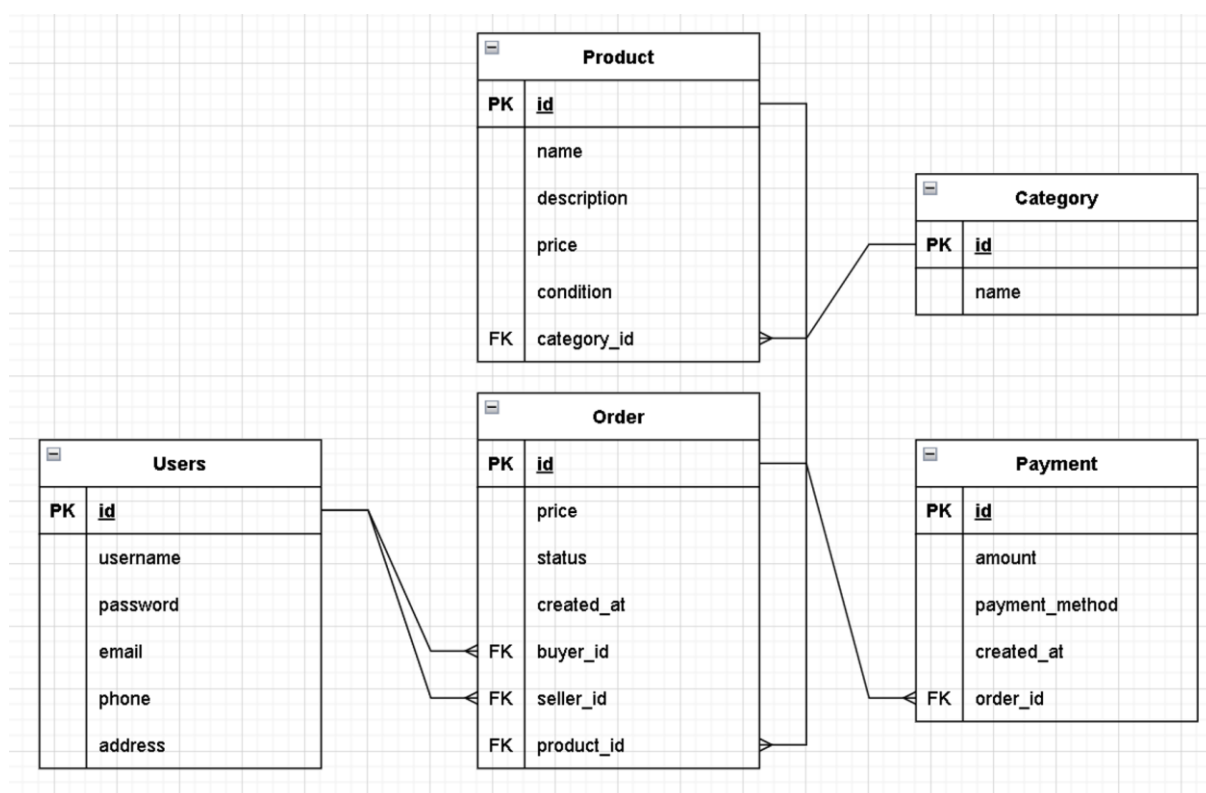 Product
PK id
name
description
price
condition
FK category_id
Category
PK id
name
Order
PK id
price
status
created_at
FK buyer_id
FK seller_id
FK product_id
Users
PK id
username
password
email
phone
address
Payment
PK id
amount
payment_method
created_at
FK order_id